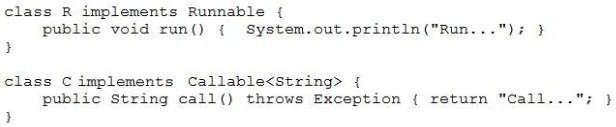 class R implements Runnable {
    public void run() {  System.out.println("Run..."); }
}

class C implements Callable<String> {
    public String call() throws Exception { return "Call..."; }
}